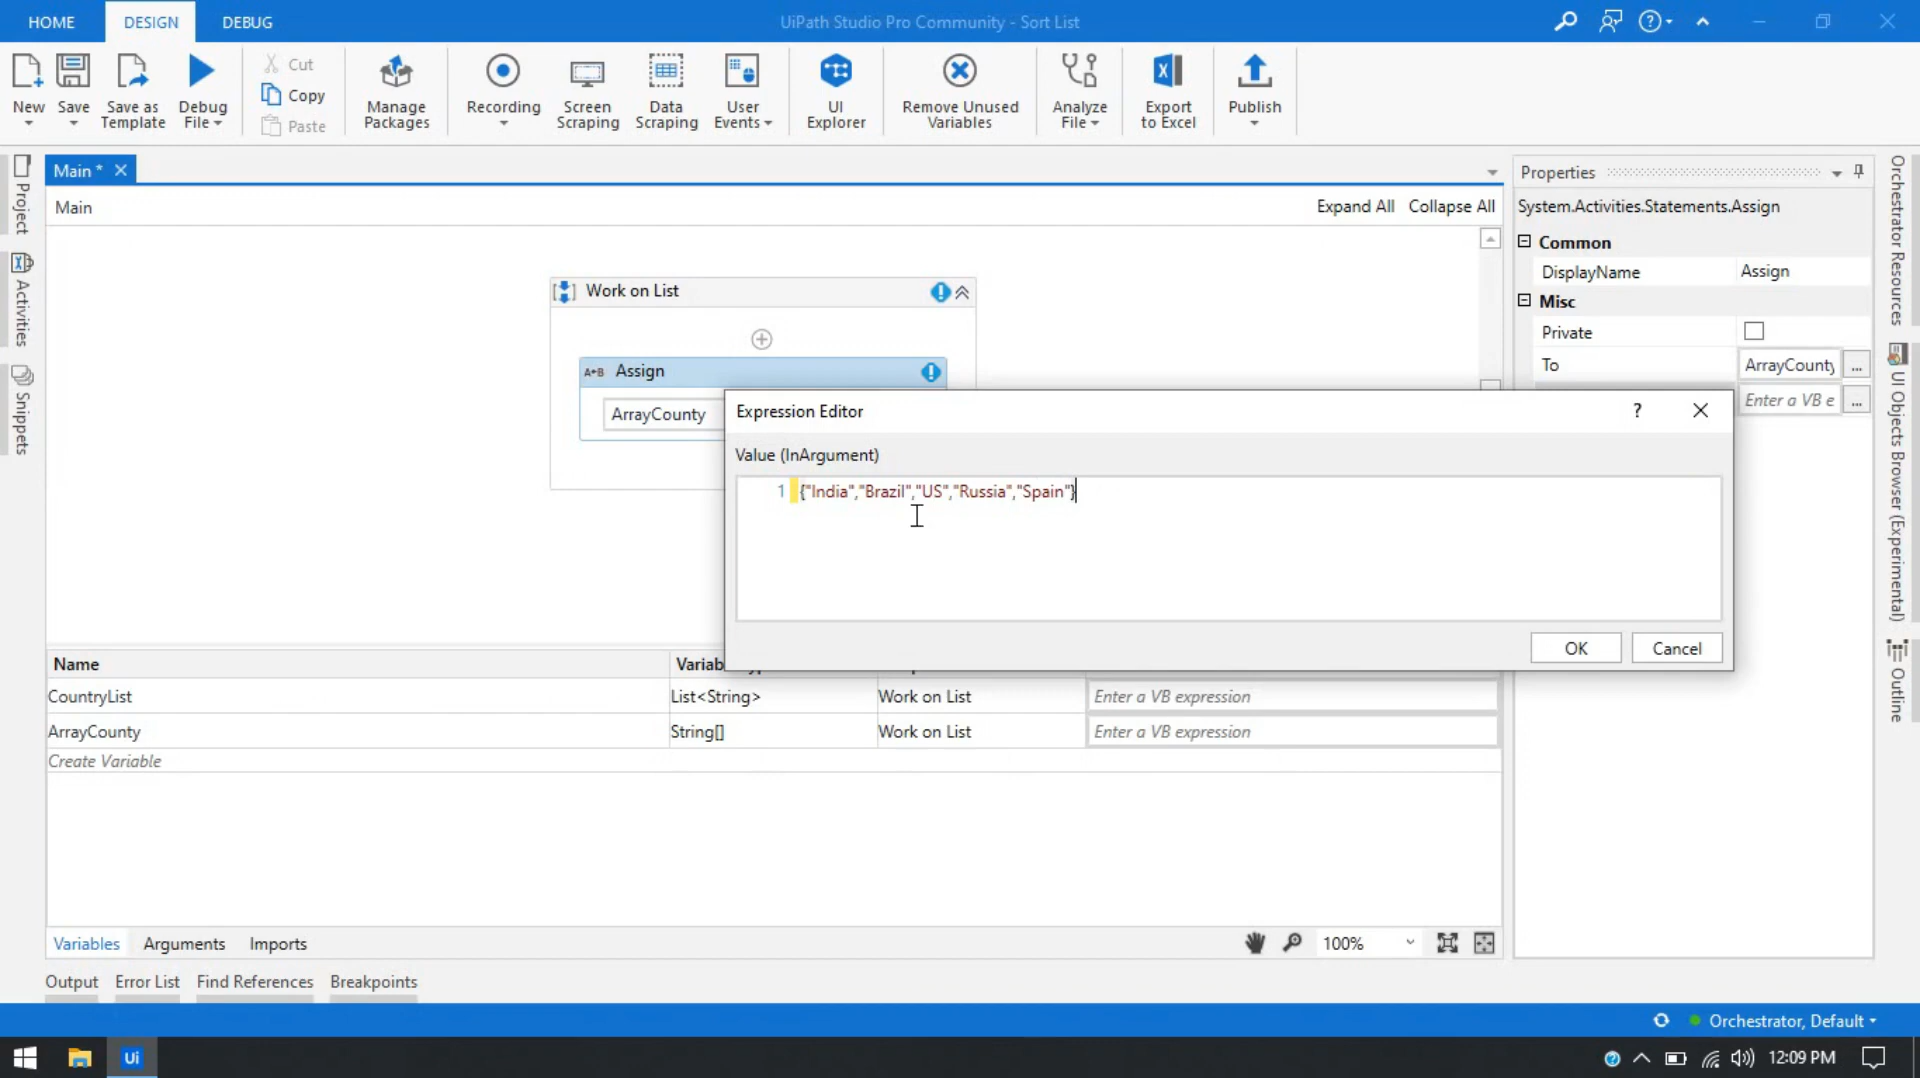 HOME DESIGN DEBUG UiPath Studio Pro Community - Sort List
New Save Save as Template Debug File Cut Copy Paste Manage Packages Recording Screen Scraping Data Scraping User Events UI Explorer Remove Unused Variables Analyze File Export to Excel Publish
Project
Activities
Snippets
Main *
Main Expand All Collapse All
Work on List
A+B Assign
ArrayCounty
Expression Editor ?
Value (InArgument)
1 {"India","Brazil","US","Russia","Spain"}
OK Cancel
Properties
System.Activities.Statements.Assign
Common
DisplayName Assign
Misc
Private
To ArrayCounty ...
Enter a VB e ...
Orchestrator Resources
UI Objects Browser (Experimental)
Outline
Name
CountryList List<String> Work on List Enter a VB expression
ArrayCounty String[] Work on List Enter a VB expression
Create Variable
Variables Arguments Imports 100%
Output Error List Find References Breakpoints
Orchestrator, Default
Ui 12:09 PM